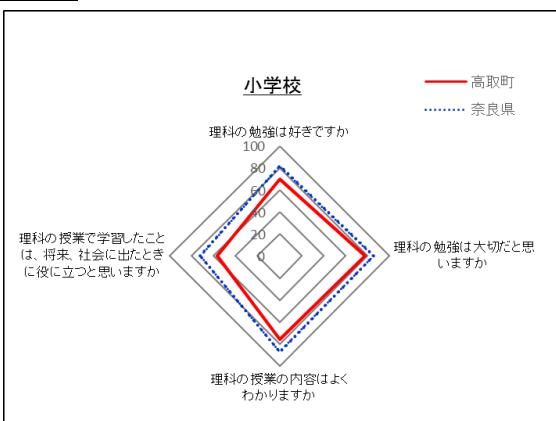 小学校
高取町
奈良県
理科の勉強は好きですか
100
80
60
40
20
0
理科の勉強は大切だと思
いますか
理科の授業の内容はよく
わかりますか
理科の授業で学習したこと
は、将来、社会に出たとき
に役に立つと思いますか